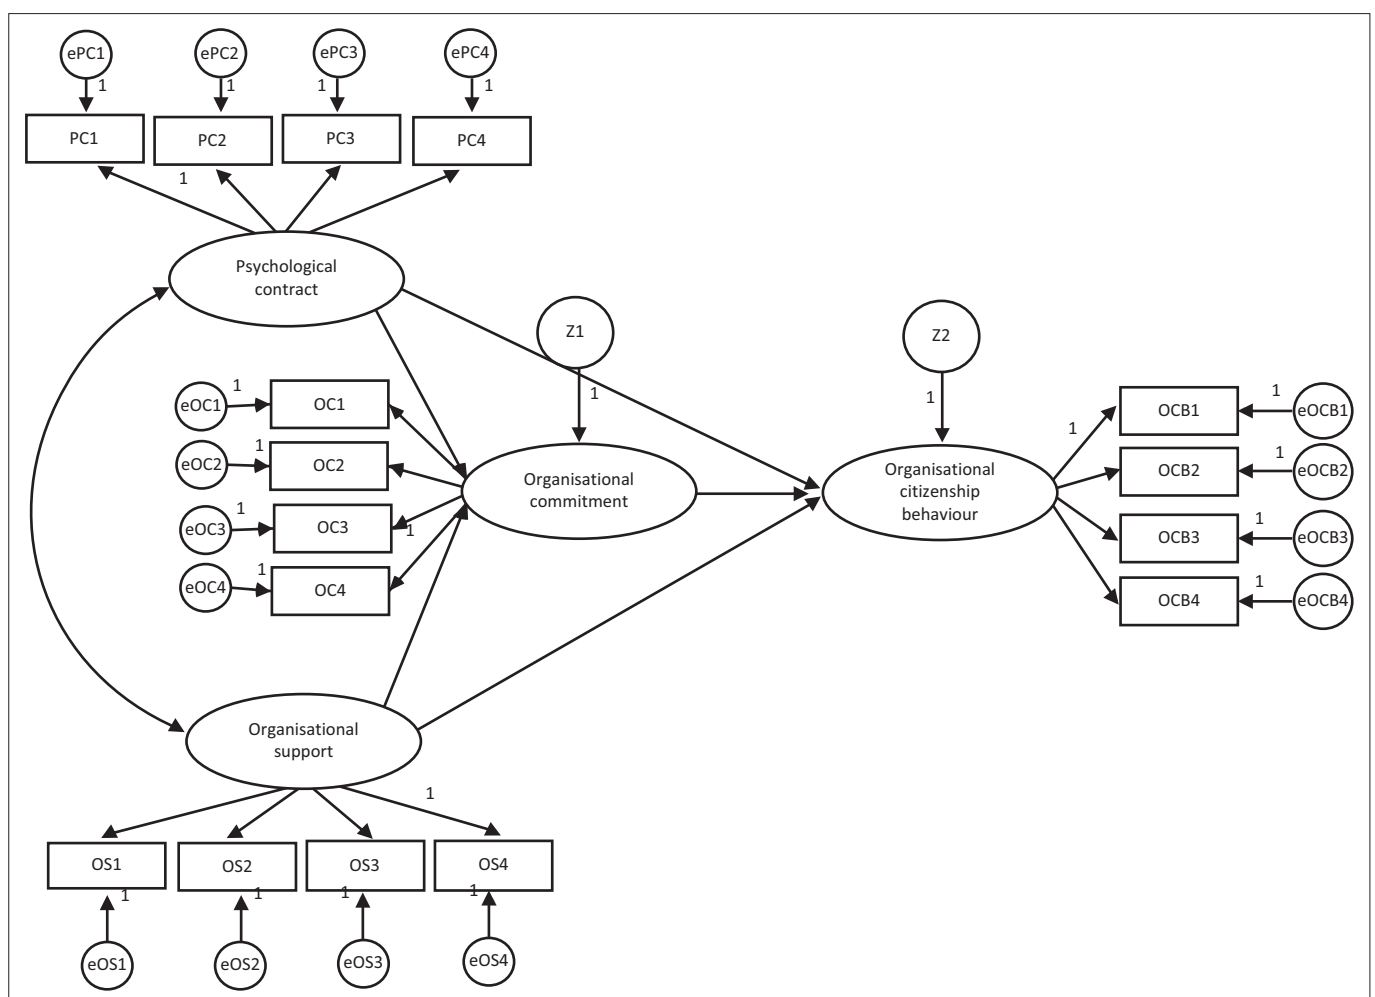 ePC1
ePC2
ePC3
ePC4
1
1
1
1
PC1
PC2
PC3
PC4
1
Psychological
contract
Z1
Z2
1
1
1
eOC1
OC1
1
eOC2
OC2
1
eOC3
OC3
1
1
eOC4
OC4
Organisational
commitment
Organisational
citizenship
behaviour
1
OCB1
1
eOCB1
OCB2
1
eOCB2
OCB3
1
eOCB3
OCB4
1
eOCB4
Organisational
support
1
OS1
OS2
OS3
OS4
1
1
1
1
eOS1
eOS2
eOS3
eOS4